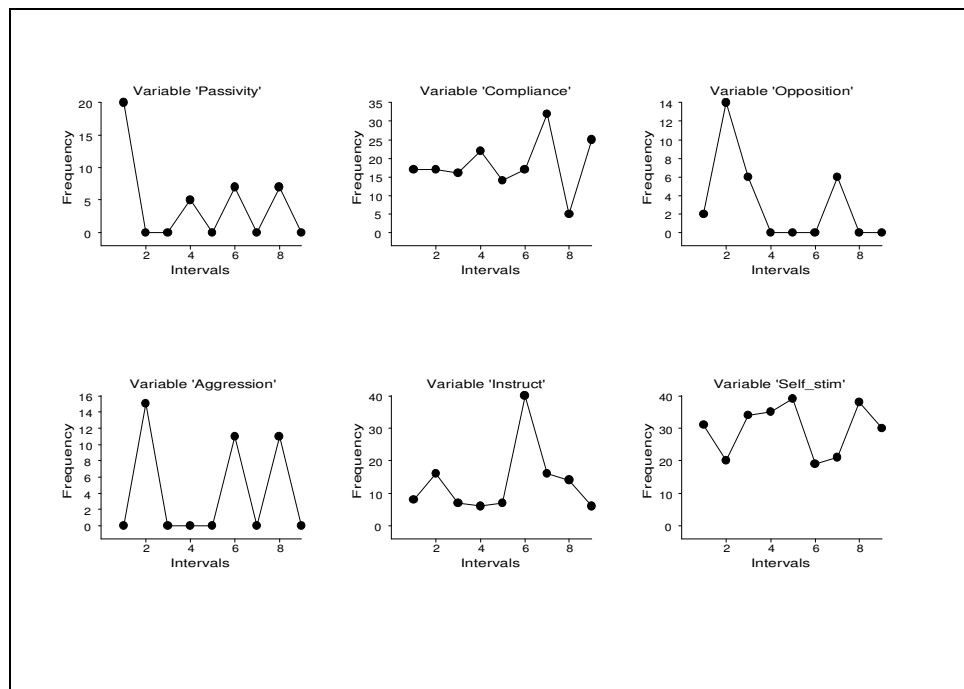 Variable 'Passivity'
20
15
10
5
0
Frequency
2 4 6 8
Intervals
Variable 'Compliance'
35
30
25
20
15
10
5
0
Frequency
2 4 6 8
Intervals
Variable 'Opposition'
14
12
10
8
6
4
2
0
Frequency
2 4 6 8
Intervals
Variable 'Aggression'
16
14
12
10
8
6
4
2
0
Frequency
2 4 6 8
Intervals
Variable 'Instruct'
40
30
20
10
0
Frequency
2 4 6 8
Intervals
Variable 'Self_stim'
40
30
20
10
0
Frequency
2 4 6 8
Intervals